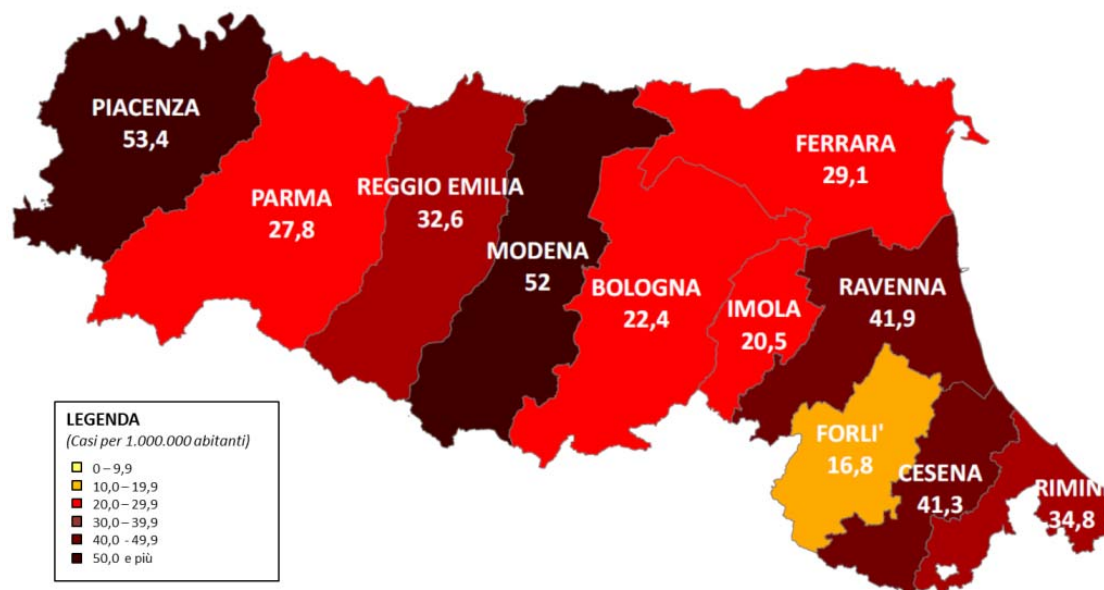 PIACENZA
53,4
PARMA
27,8
REGGIO EMILIA
32,6
MODENA
52
BOLOGNA
22,4
IMOLA
20,5
FERRARA
29,1
RAVENNA
41,9
FORLI'
16,8
CESENA
41,3
RIMINI
34,8
LEGENDA
(Casi per 1.000.000 abitanti)
0 – 9,9
10,0 – 19,9
20,0 – 29,9
30,0 – 39,9
40,0 - 49,9
50,0 e più